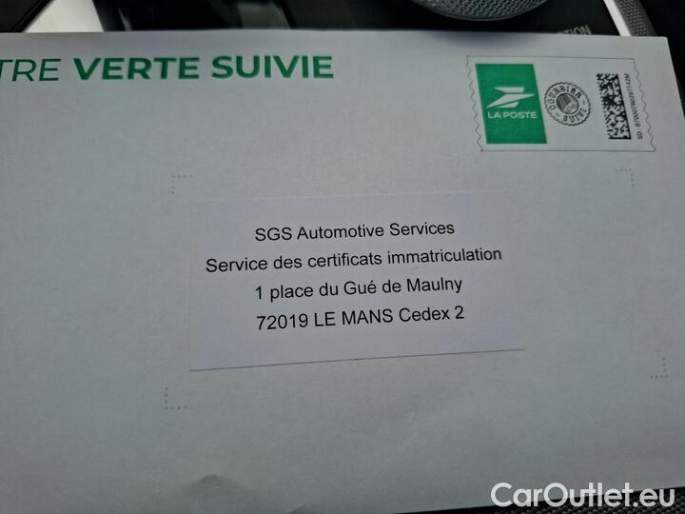 TRE VERTE SUIVIE
LA POSTE
SGS Automotive Services
Service des certificats immatriculation
1 place du Gué de Maulny
72019 LE MANS Cedex 2
CarOutlet.eu